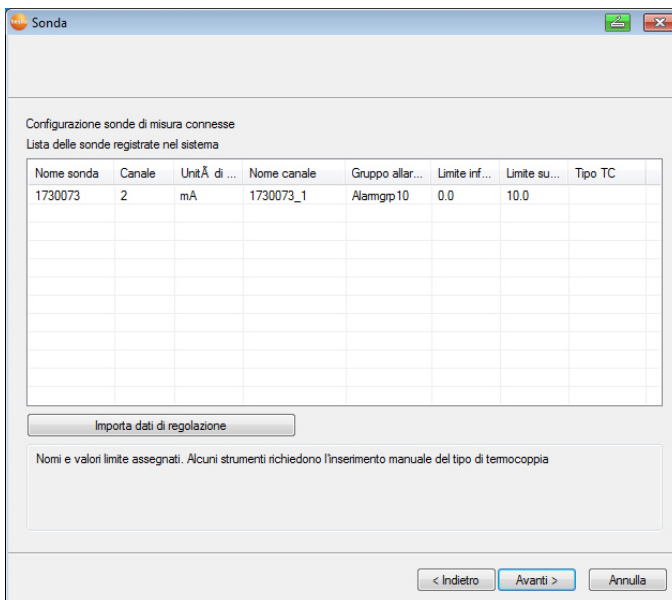 Sonda
Configurazione sonde di misura connesse
Lista delle sonde registrate nel sistema
Nome sonda Canale UnitÃ di ... Nome canale Gruppo allar... Limite inf... Limite su... Tipo TC
1730073 2 mA 1730073_1 Alarmgrp10 0.0 10.0
Importa dati di regolazione
Nomi e valori limite assegnati. Alcuni strumenti richiedono l'inserimento manuale del tipo di termocoppia
< Indietro Avanti > Annulla